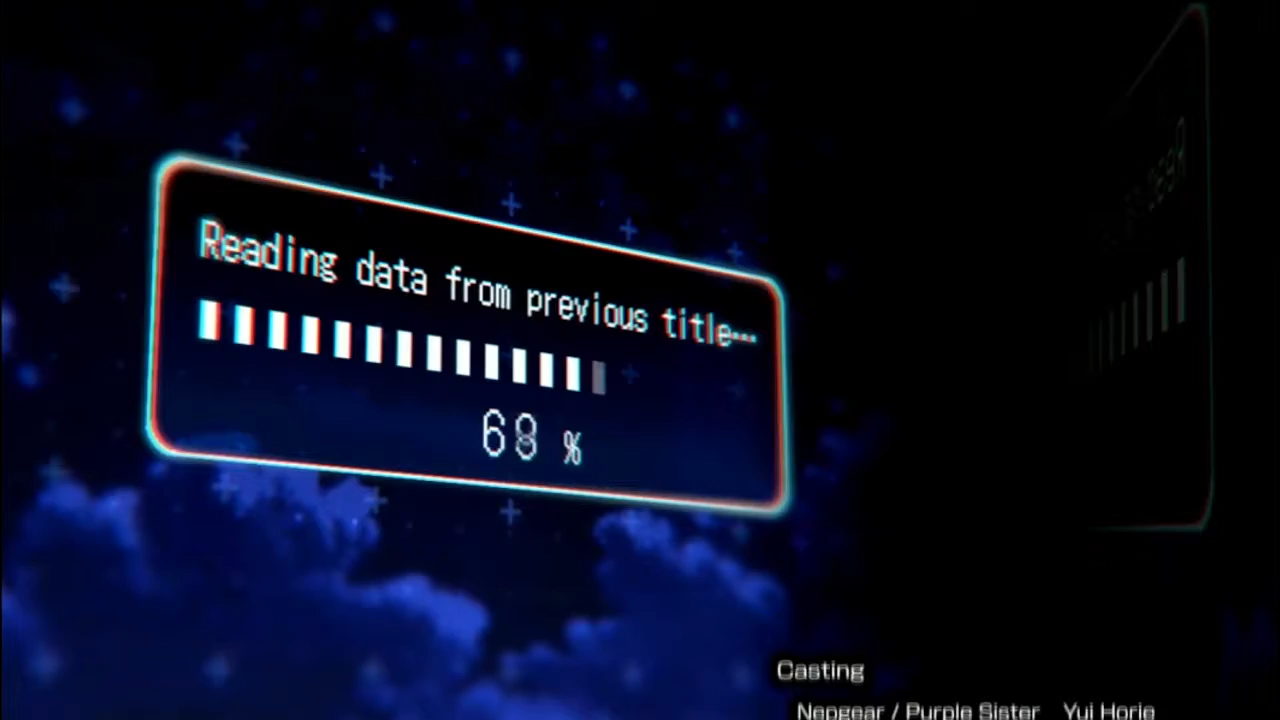 Reading data from previous title…
68 %
Casting
Nepgear / Purple Sister Yui Horie